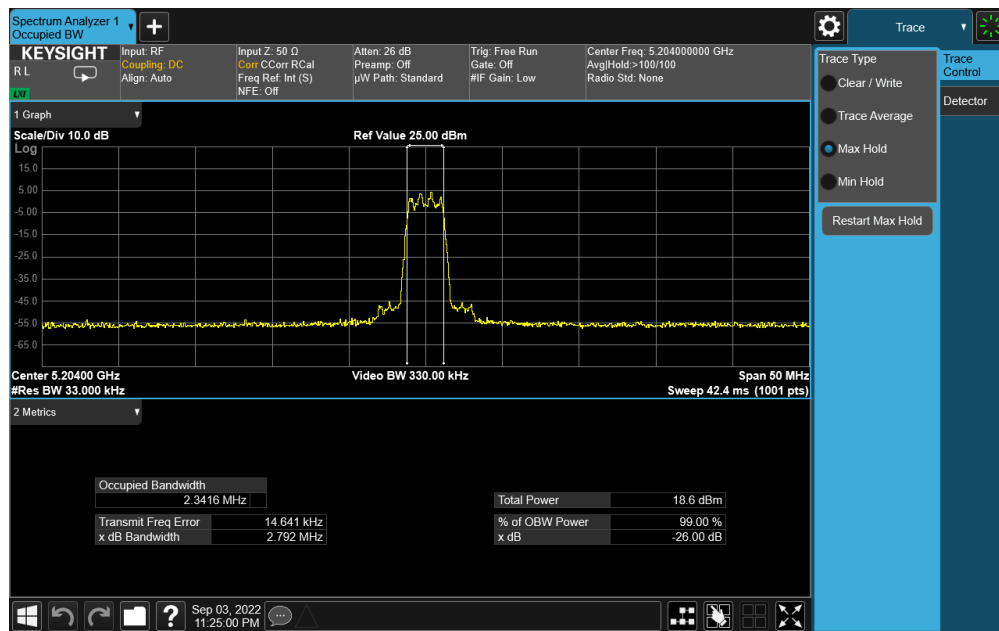 Spectrum Analyzer 1
Occupied BW
Trace
KEYSIGHT
R L
LXI
Input: RF
Coupling: DC
Align: Auto
Input Z: 50 Ω
Corr CCorr RCal
Freq Ref: Int (S)
NFE: Off
Atten: 26 dB
Preamp: Off
µW Path: Standard
Trig: Free Run
Gate: Off
#IF Gain: Low
Center Freq: 5.204000000 GHz
Avg|Hold:>100/100
Radio Std: None
Trace Type
Clear / Write
Trace Average
Max Hold
Min Hold
Restart Max Hold
Trace
Control
Detector
1 Graph
Scale/Div 10.0 dB
Ref Value 25.00 dBm
Log
15.0
5.00
-5.00
-15.0
-25.0
-35.0
-45.0
-55.0
-65.0
Center 5.20400 GHz
Video BW 330.00 kHz
Span 50 MHz
#Res BW 33.000 kHz
Sweep 42.4 ms (1001 pts)
2 Metrics
Occupied Bandwidth
2.3416 MHz
Transmit Freq Error 14.641 kHz
x dB Bandwidth 2.792 MHz
Total Power 18.6 dBm
% of OBW Power 99.00 %
x dB -26.00 dB
?
Sep 03, 2022
11:25:00 PM